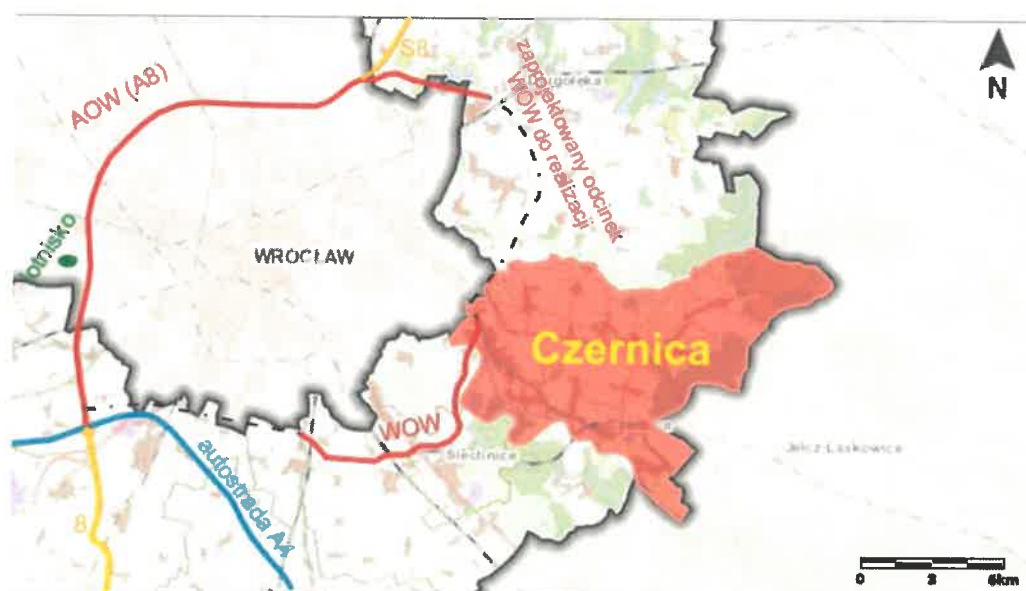 S8
AOW (A8)
zaprojektowany odcinek
WOW do realizacji
N
lotnisko
WROCŁAW
Czernica
WOW
Siechnice
Jelcz-Laskowice
autostrada A4
8
0 3 6km